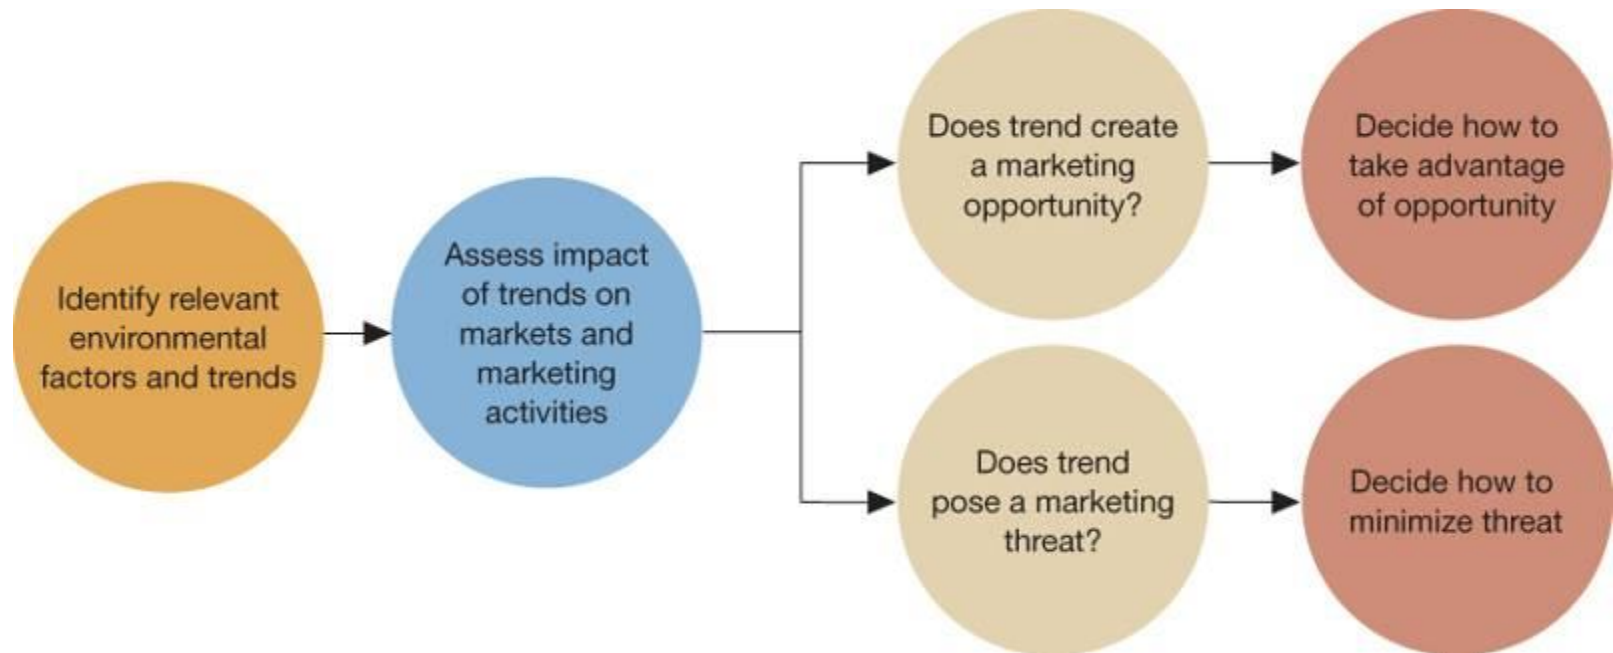 Identify relevant
environmental
factors and trends
Assess impact
of trends on
markets and
marketing
activities
Does trend create
a marketing
opportunity?
Decide how to
take advantage
of opportunity
Does trend
pose a marketing
threat?
Decide how to
minimize threat